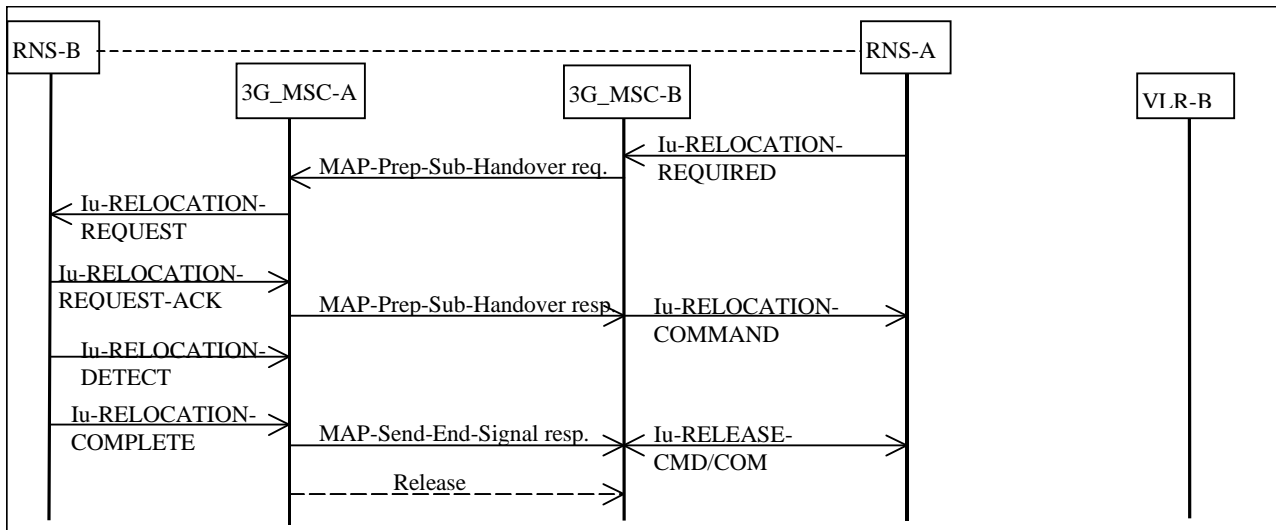 RNS-B
RNS-A
3G_MSC-A
3G_MSC-B
VLR-B
Iu-RELOCATION-
REQUIRED
MAP-Prep-Sub-Handover req.
Iu-RELOCATION-
REQUEST
Iu-RELOCATION-
REQUEST-ACK
MAP-Prep-Sub-Handover resp.
Iu-RELOCATION-
COMMAND
Iu-RELOCATION-
DETECT
Iu-RELOCATION-
COMPLETE
MAP-Send-End-Signal resp.
Iu-RELEASE-
CMD/COM
Release